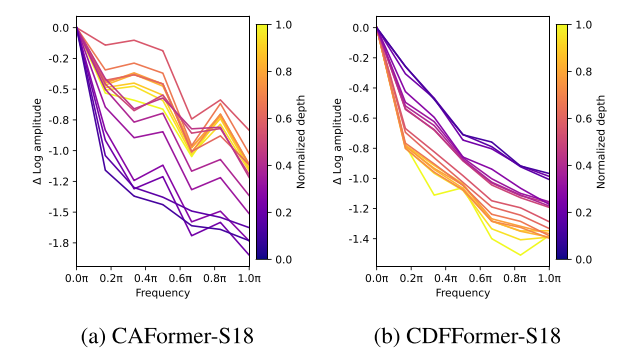 0.0
-0.2
-0.5
-0.8
-1.0
-1.2
-1.5
-1.8
Δ Log amplitude
0.0π 0.2π 0.4π 0.6π 0.8π 1.0π
Frequency
1.0
0.8
0.6
0.4
0.2
0.0
Normalized depth
(a) CAFormer-S18
0.0
-0.2
-0.4
-0.6
-0.8
-1.0
-1.2
-1.4
Δ Log amplitude
0.0π 0.2π 0.4π 0.6π 0.8π 1.0π
Frequency
1.0
0.8
0.6
0.4
0.2
0.0
Normalized depth
(b) CDFFormer-S18